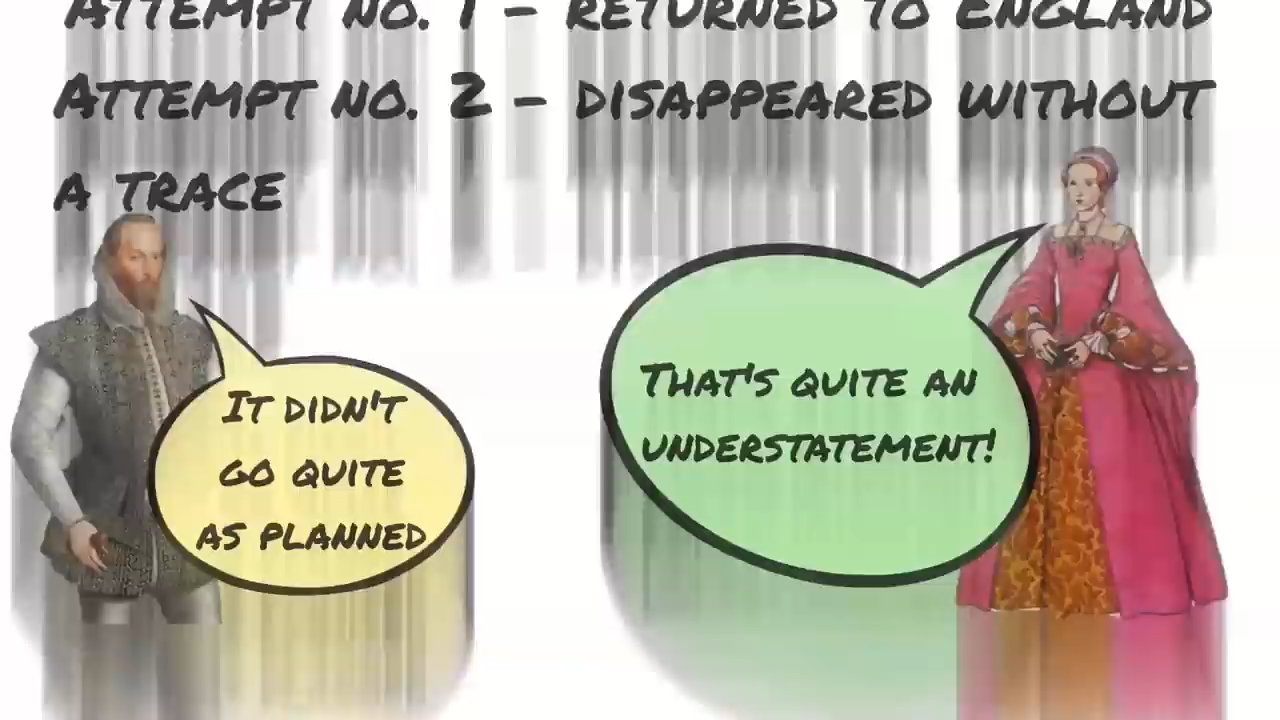 Attempt no. 1 - returned to England
Attempt no. 2 - disappeared without
a trace
It didn't
go quite
as planned
That's quite an
understatement!